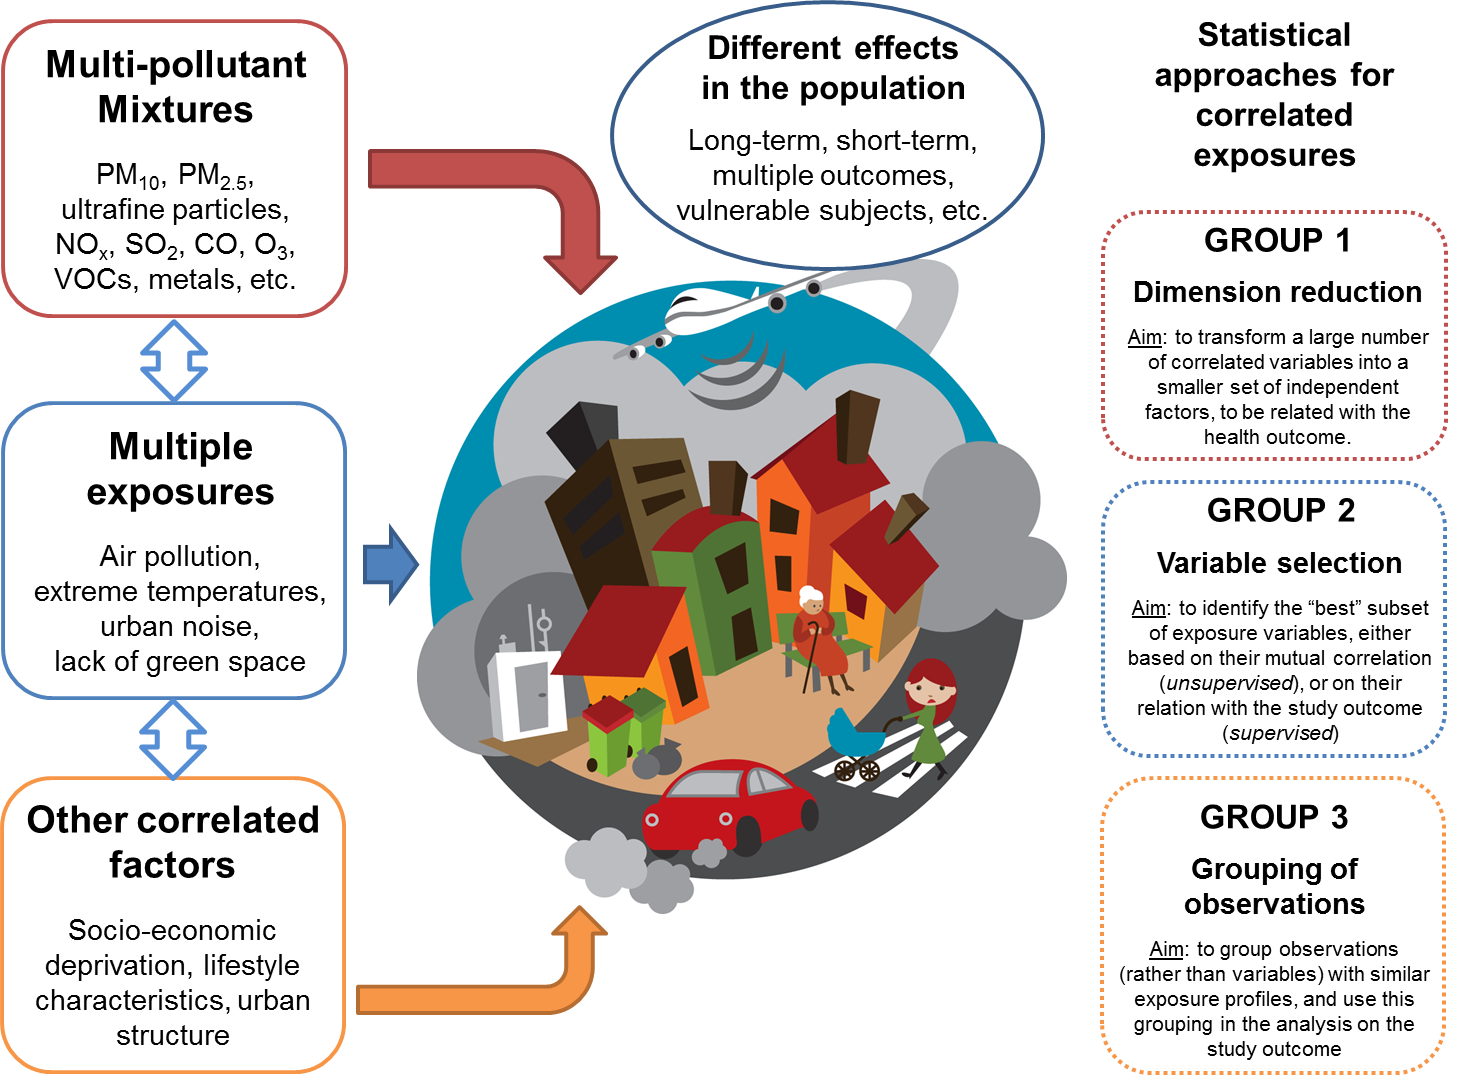 Multi-pollutant
Mixtures
PM₁₀, PM₂.₅,
ultrafine particles,
NOₓ, SO₂, CO, O₃,
VOCs, metals, etc.
Multiple
exposures
Air pollution,
extreme temperatures,
urban noise,
lack of green space
Other correlated
factors
Socio-economic
deprivation, lifestyle
characteristics, urban
structure
Different effects
in the population
Long-term, short-term,
multiple outcomes,
vulnerable subjects, etc.
Statistical
approaches for
correlated
exposures
GROUP 1
Dimension reduction
Aim: to transform a large number
of correlated variables into a
smaller set of independent
factors, to be related with the
health outcome.
GROUP 2
Variable selection
Aim: to identify the “best” subset
of exposure variables, either
based on their mutual correlation
(unsupervised), or on their
relation with the study outcome
(supervised)
GROUP 3
Grouping of
observations
Aim: to group observations
(rather than variables) with similar
exposure profiles, and use this
grouping in the analysis on the
study outcome